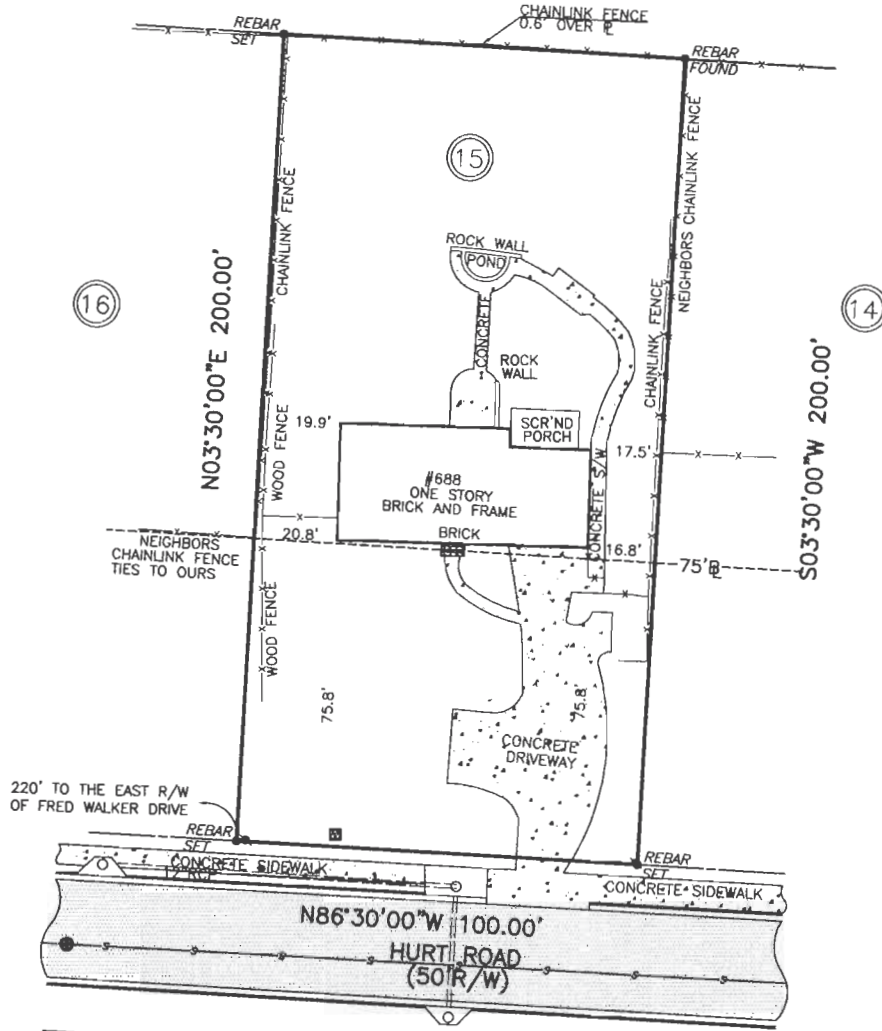 CHAINLINK FENCE
0.6' OVER ℙL
REBAR
SET
REBAR
FOUND
15
CHAINLINK FENCE
NEIGHBORS CHAINLINK FENCE
ROCK WALL
POND
16
14
N03°30'00"E 200.00'
CONCRETE
ROCK
WALL
CHAINLINK FENCE
S03°30'00"W 200.00'
19.9'
SCR'ND
PORCH
17.5'
WOOD FENCE
#688
ONE STORY
BRICK AND FRAME
CONCRETE S/W
BRICK
20.8'
16.8'
NEIGHBORS
CHAINLINK FENCE
TIES TO OURS
75' BL
WOOD FENCE
75.8'
75.8'
CONCRETE
DRIVEWAY
220' TO THE EAST R/W
OF FRED WALKER DRIVE
REBAR
SET
REBAR
SET
CONCRETE SIDEWALK
CONCRETE SIDEWALK
N86°30'00"W 100.00'
HURT ROAD
(50'R/W)